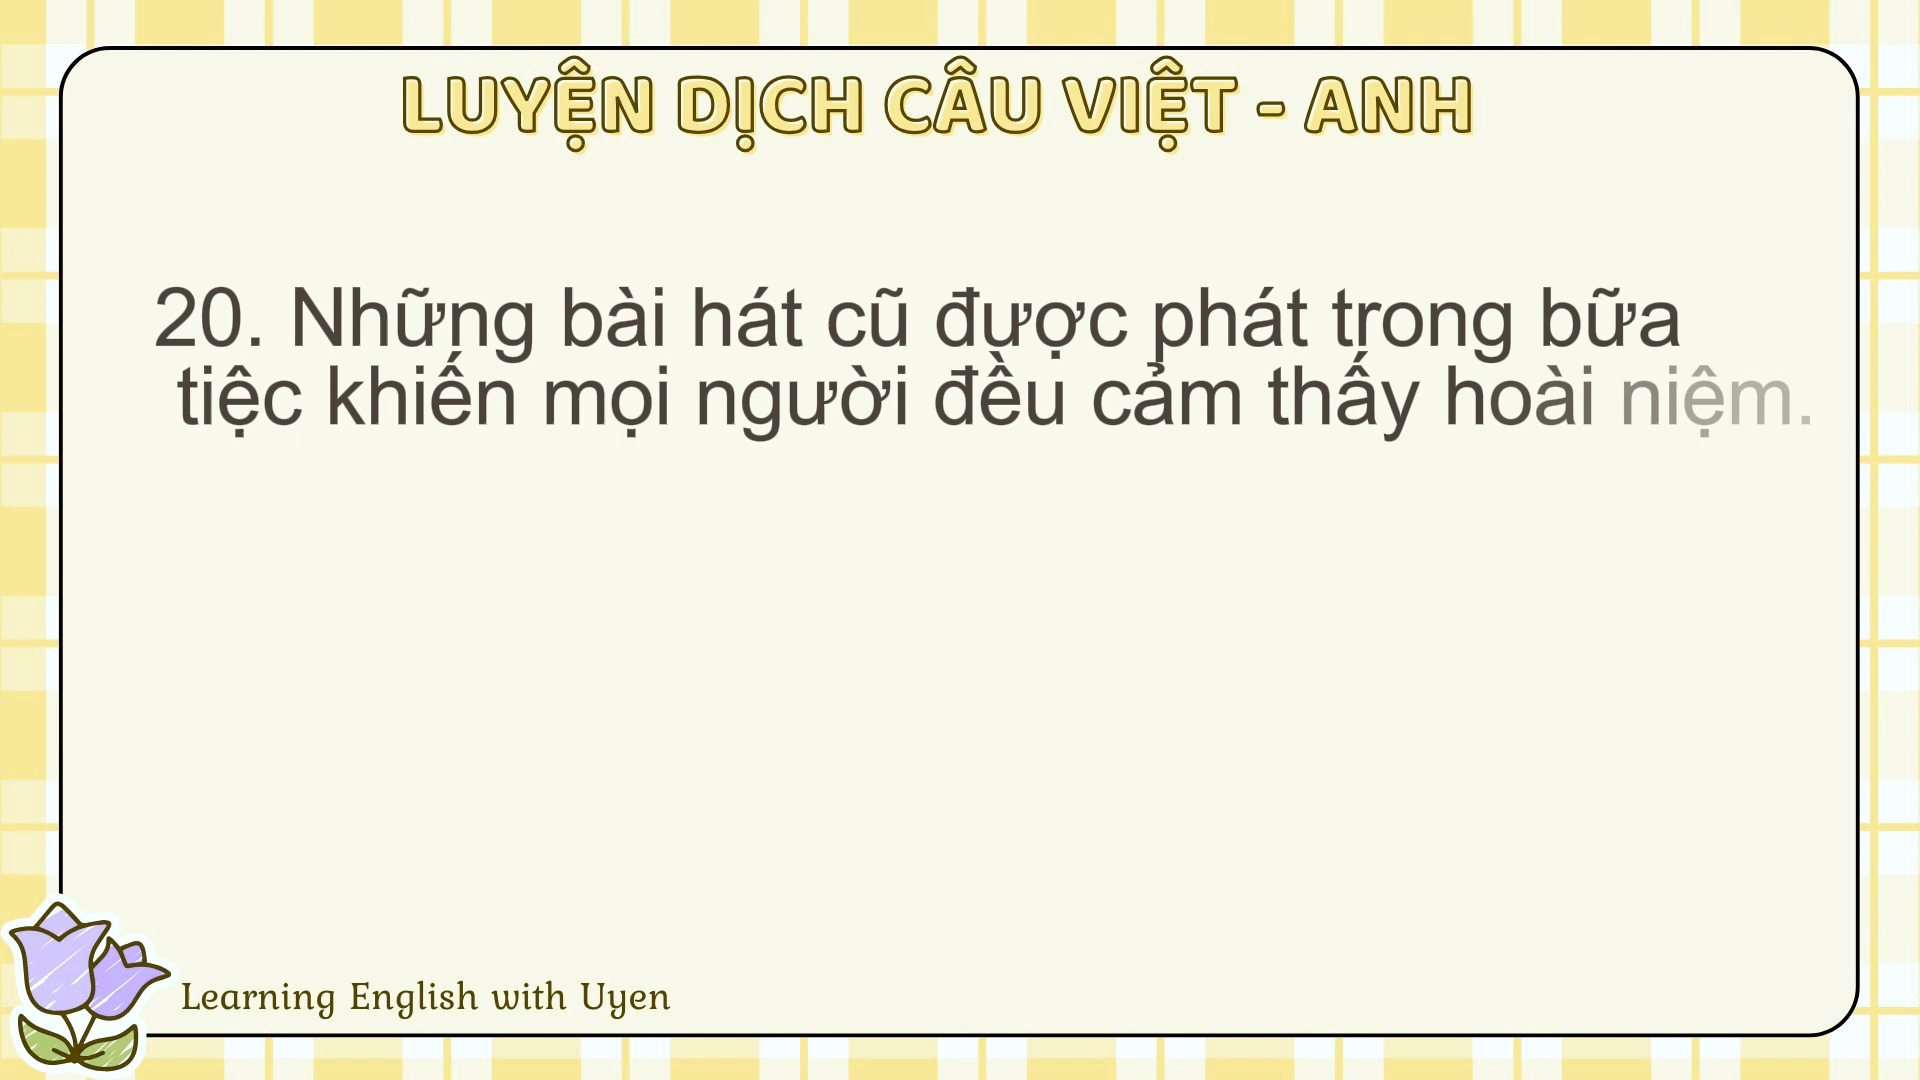 LUYỆN DỊCH CÂU VIỆT - ANH
20. Những bài hát cũ được phát trong bữa
tiệc khiến mọi người đều cảm thấy hoài niệm.
Learning English with Uyen